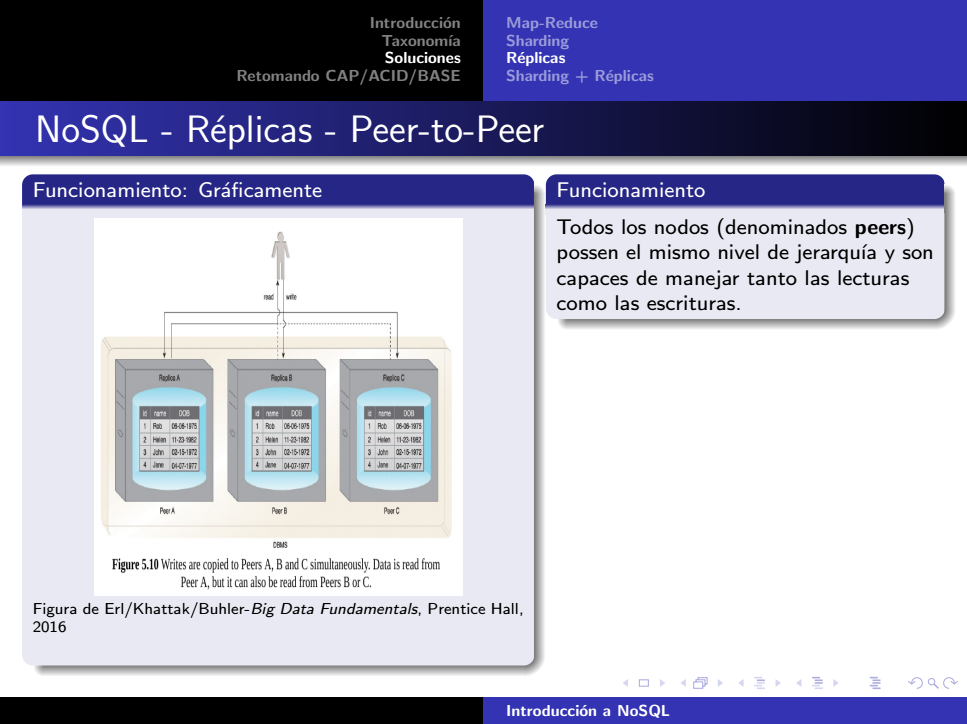 Introducción
Taxonomía
Soluciones
Retomando CAP/ACID/BASE
Map-Reduce
Sharding
Réplicas
Sharding + Réplicas
NoSQL - Réplicas - Peer-to-Peer
Funcionamiento: Gráficamente
read write
Replica A Replica B Replica C
id name DOB
1 Rob 06-06-1975
2 Helen 11-23-1982
3 John 02-15-1972
4 Jane 04-07-1977
id name DOB
1 Rob 06-06-1975
2 Helen 11-23-1982
3 John 02-15-1972
4 Jane 04-07-1977
id name DOB
1 Rob 06-06-1975
2 Helen 11-23-1982
3 John 02-15-1972
4 Jane 04-07-1977
Peer A Peer B Peer C
DBMS
Figure 5.10 Writes are copied to Peers A, B and C simultaneously. Data is read from
Peer A, but it can also be read from Peers B or C.
Figura de Erl/Khattak/Buhler-Big Data Fundamentals, Prentice Hall,
2016
Funcionamiento
Todos los nodos (denominados peers)
possen el mismo nivel de jerarquía y son
capaces de manejar tanto las lecturas
como las escrituras.
Introducción a NoSQL